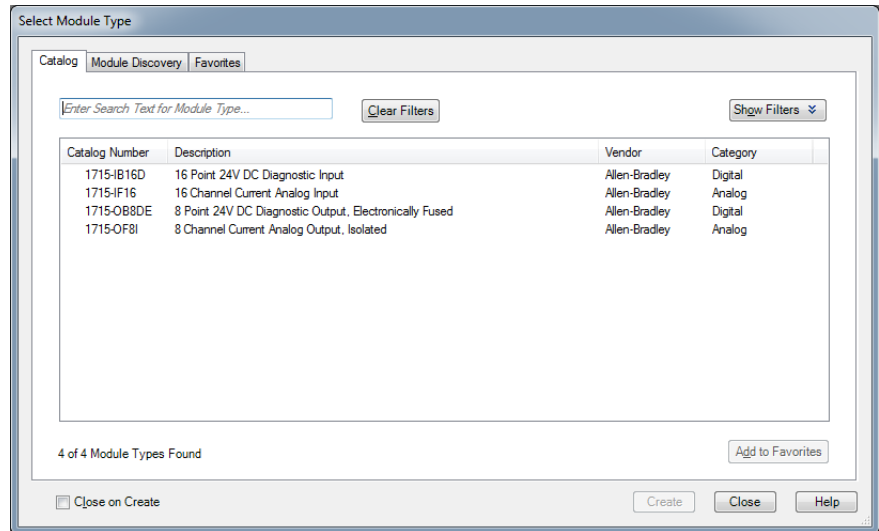 Select Module Type
Catalog Module Discovery Favorites
Enter Search Text for Module Type... Clear Filters Show Filters
Catalog Number Description Vendor Category
1715-IB16D 16 Point 24V DC Diagnostic Input Allen-Bradley Digital
1715-IF16 16 Channel Current Analog Input Allen-Bradley Analog
1715-OB8DE 8 Point 24V DC Diagnostic Output, Electronically Fused Allen-Bradley Digital
1715-OF8I 8 Channel Current Analog Output, Isolated Allen-Bradley Analog
4 of 4 Module Types Found Add to Favorites
Close on Create Create Close Help